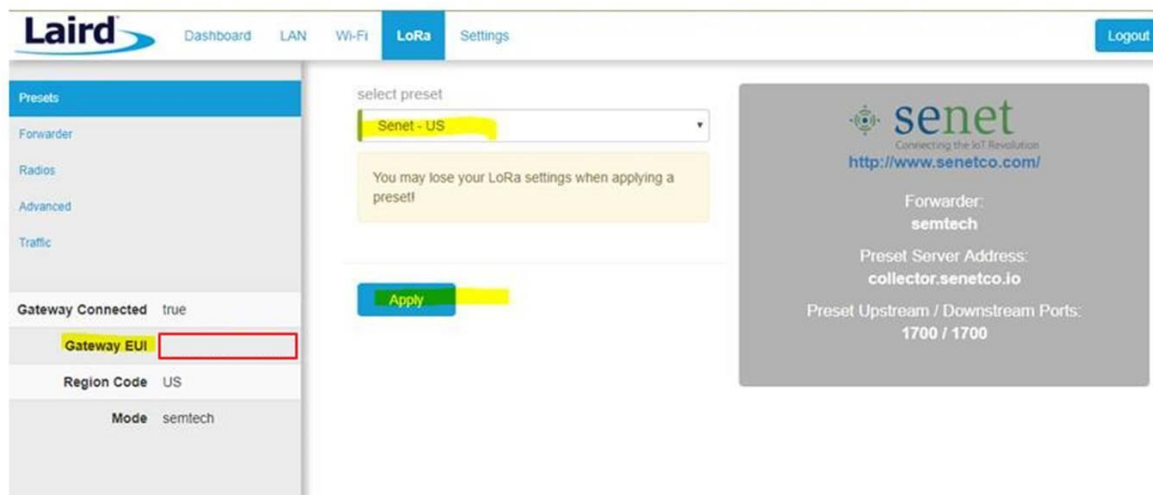 Laird
Dashboard LAN Wi-Fi LoRa Settings Logout
Presets
Forwarder
Radios
Advanced
Traffic
Gateway Connected true
Gateway EUI
Region Code US
Mode semtech
select preset
Senet - US
You may lose your LoRa settings when applying a
preset!
Apply
senet
Connecting the IoT Revolution
http://www.senetco.com/
Forwarder:
semtech
Preset Server Address:
collector.senetco.io
Preset Upstream / Downstream Ports:
1700 / 1700